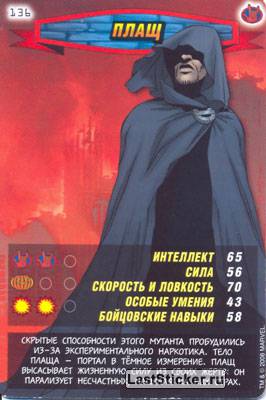 136
ПЛАЩ
ИНТЕЛЛЕКТ 65
СИЛА 56
СКОРОСТЬ И ЛОВКОСТЬ 70
ОСОБЫЕ УМЕНИЯ 43
БОЙЦОВСКИЕ НАВЫКИ 58
СКРЫТЫЕ СПОСОБНОСТИ ЭТОГО МУТАНТА ПРОБУДИЛИСЬ
ИЗ-ЗА ЭКСПЕРИМЕНТАЛЬНОГО НАРКОТИКА. ТЕЛО
ПЛАЩА – ПОРТАЛ В ТЁМНОЕ ИЗМЕРЕНИЕ. ПЛАЩ
ВЫСАСЫВАЕТ ЖИЗНЕННУЮ СИЛУ ИЗ СВОИХ ЖЕРТВ: ОН
ПАРАЛИЗУЕТ НЕСЧАСТНЫХ
LastSticker.ru
TM & © 2008 MARVEL